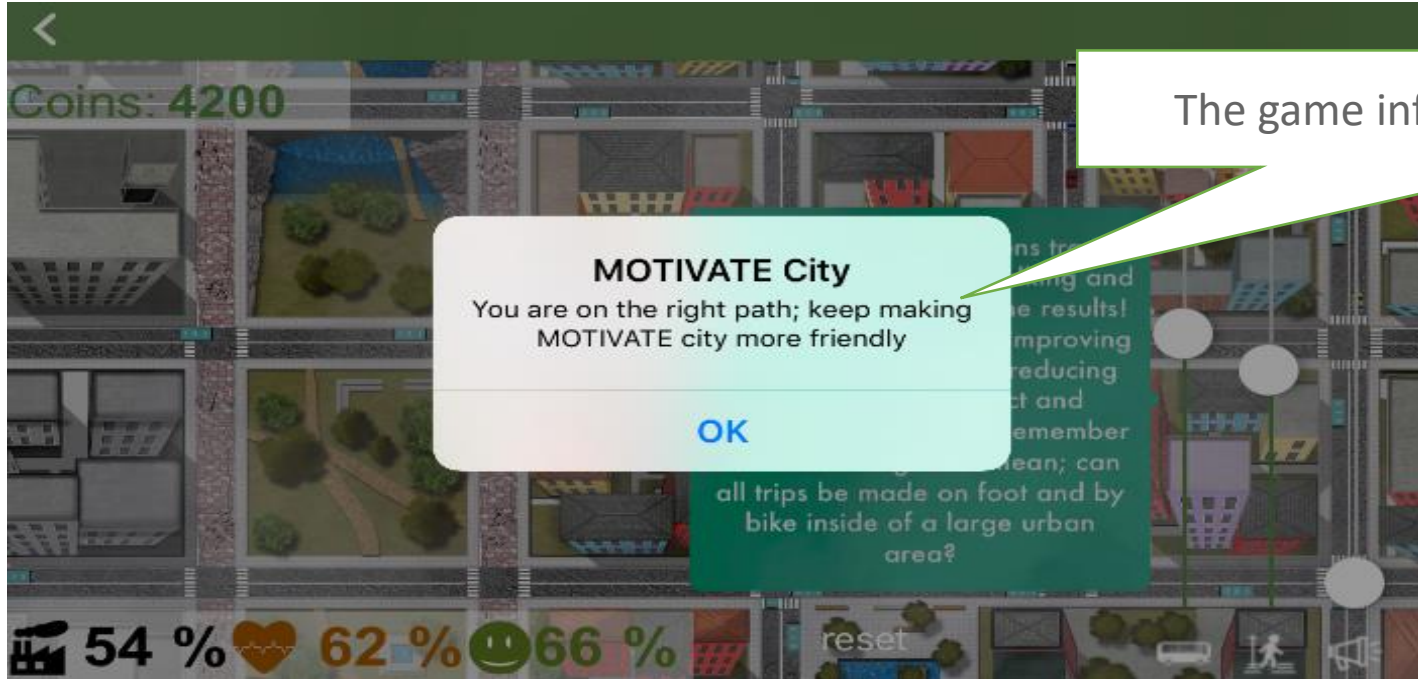 Coins: 4200
The game inf
MOTIVATE City
You are on the right path; keep making
MOTIVATE city more friendly
OK
and
e results!
mproving
reducing
and
emember
ean; can
all trips be made on foot and by
bike inside of a large urban
area?
54 % 62 % 66 %
reset